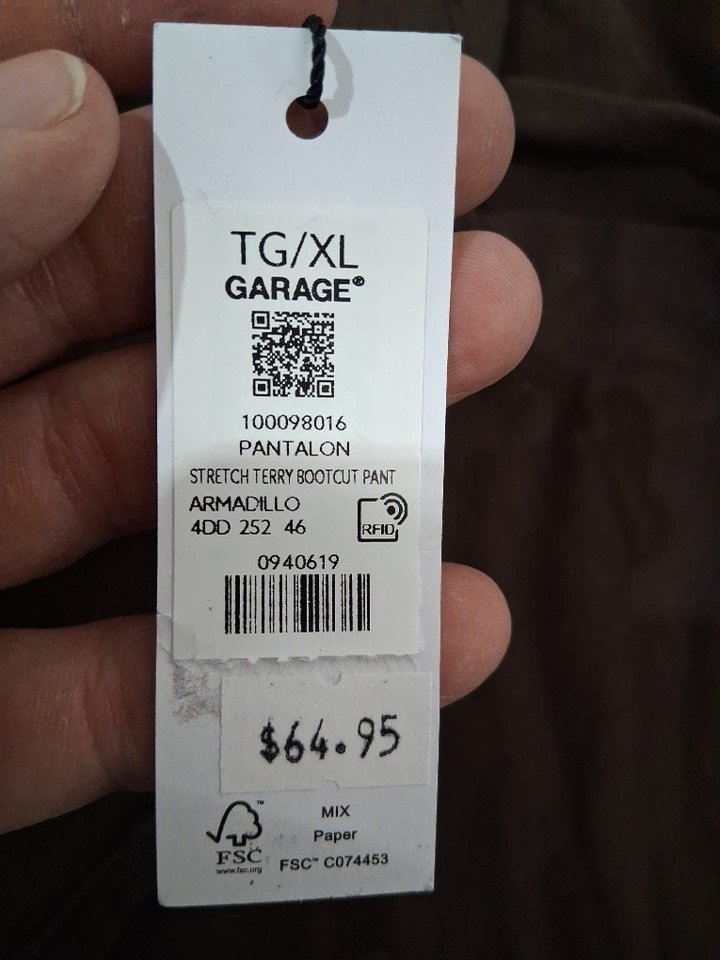 TG/XL
GARAGE®
100098016
PANTALON
STRETCH TERRY BOOTCUT PANT
ARMADILLO
4DD 252 46
RFID
0940619
$64.95
FSC
www.fsc.org
MIX
Paper
FSC™ C074453